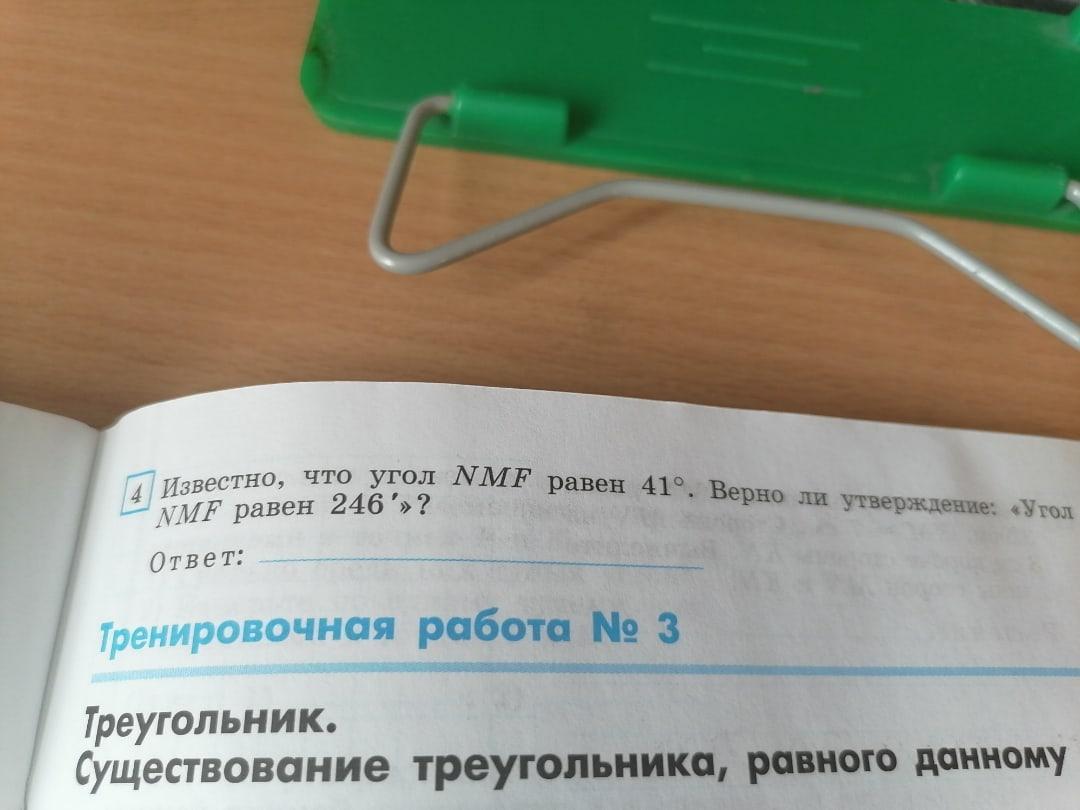 4 Известно, что угол NMF равен 41°. Верно ли утверждение: «Угол
NMF равен 246′»?
Ответ:
Тренировочная работа № 3
Треугольник.
Существование треугольника, равного данному